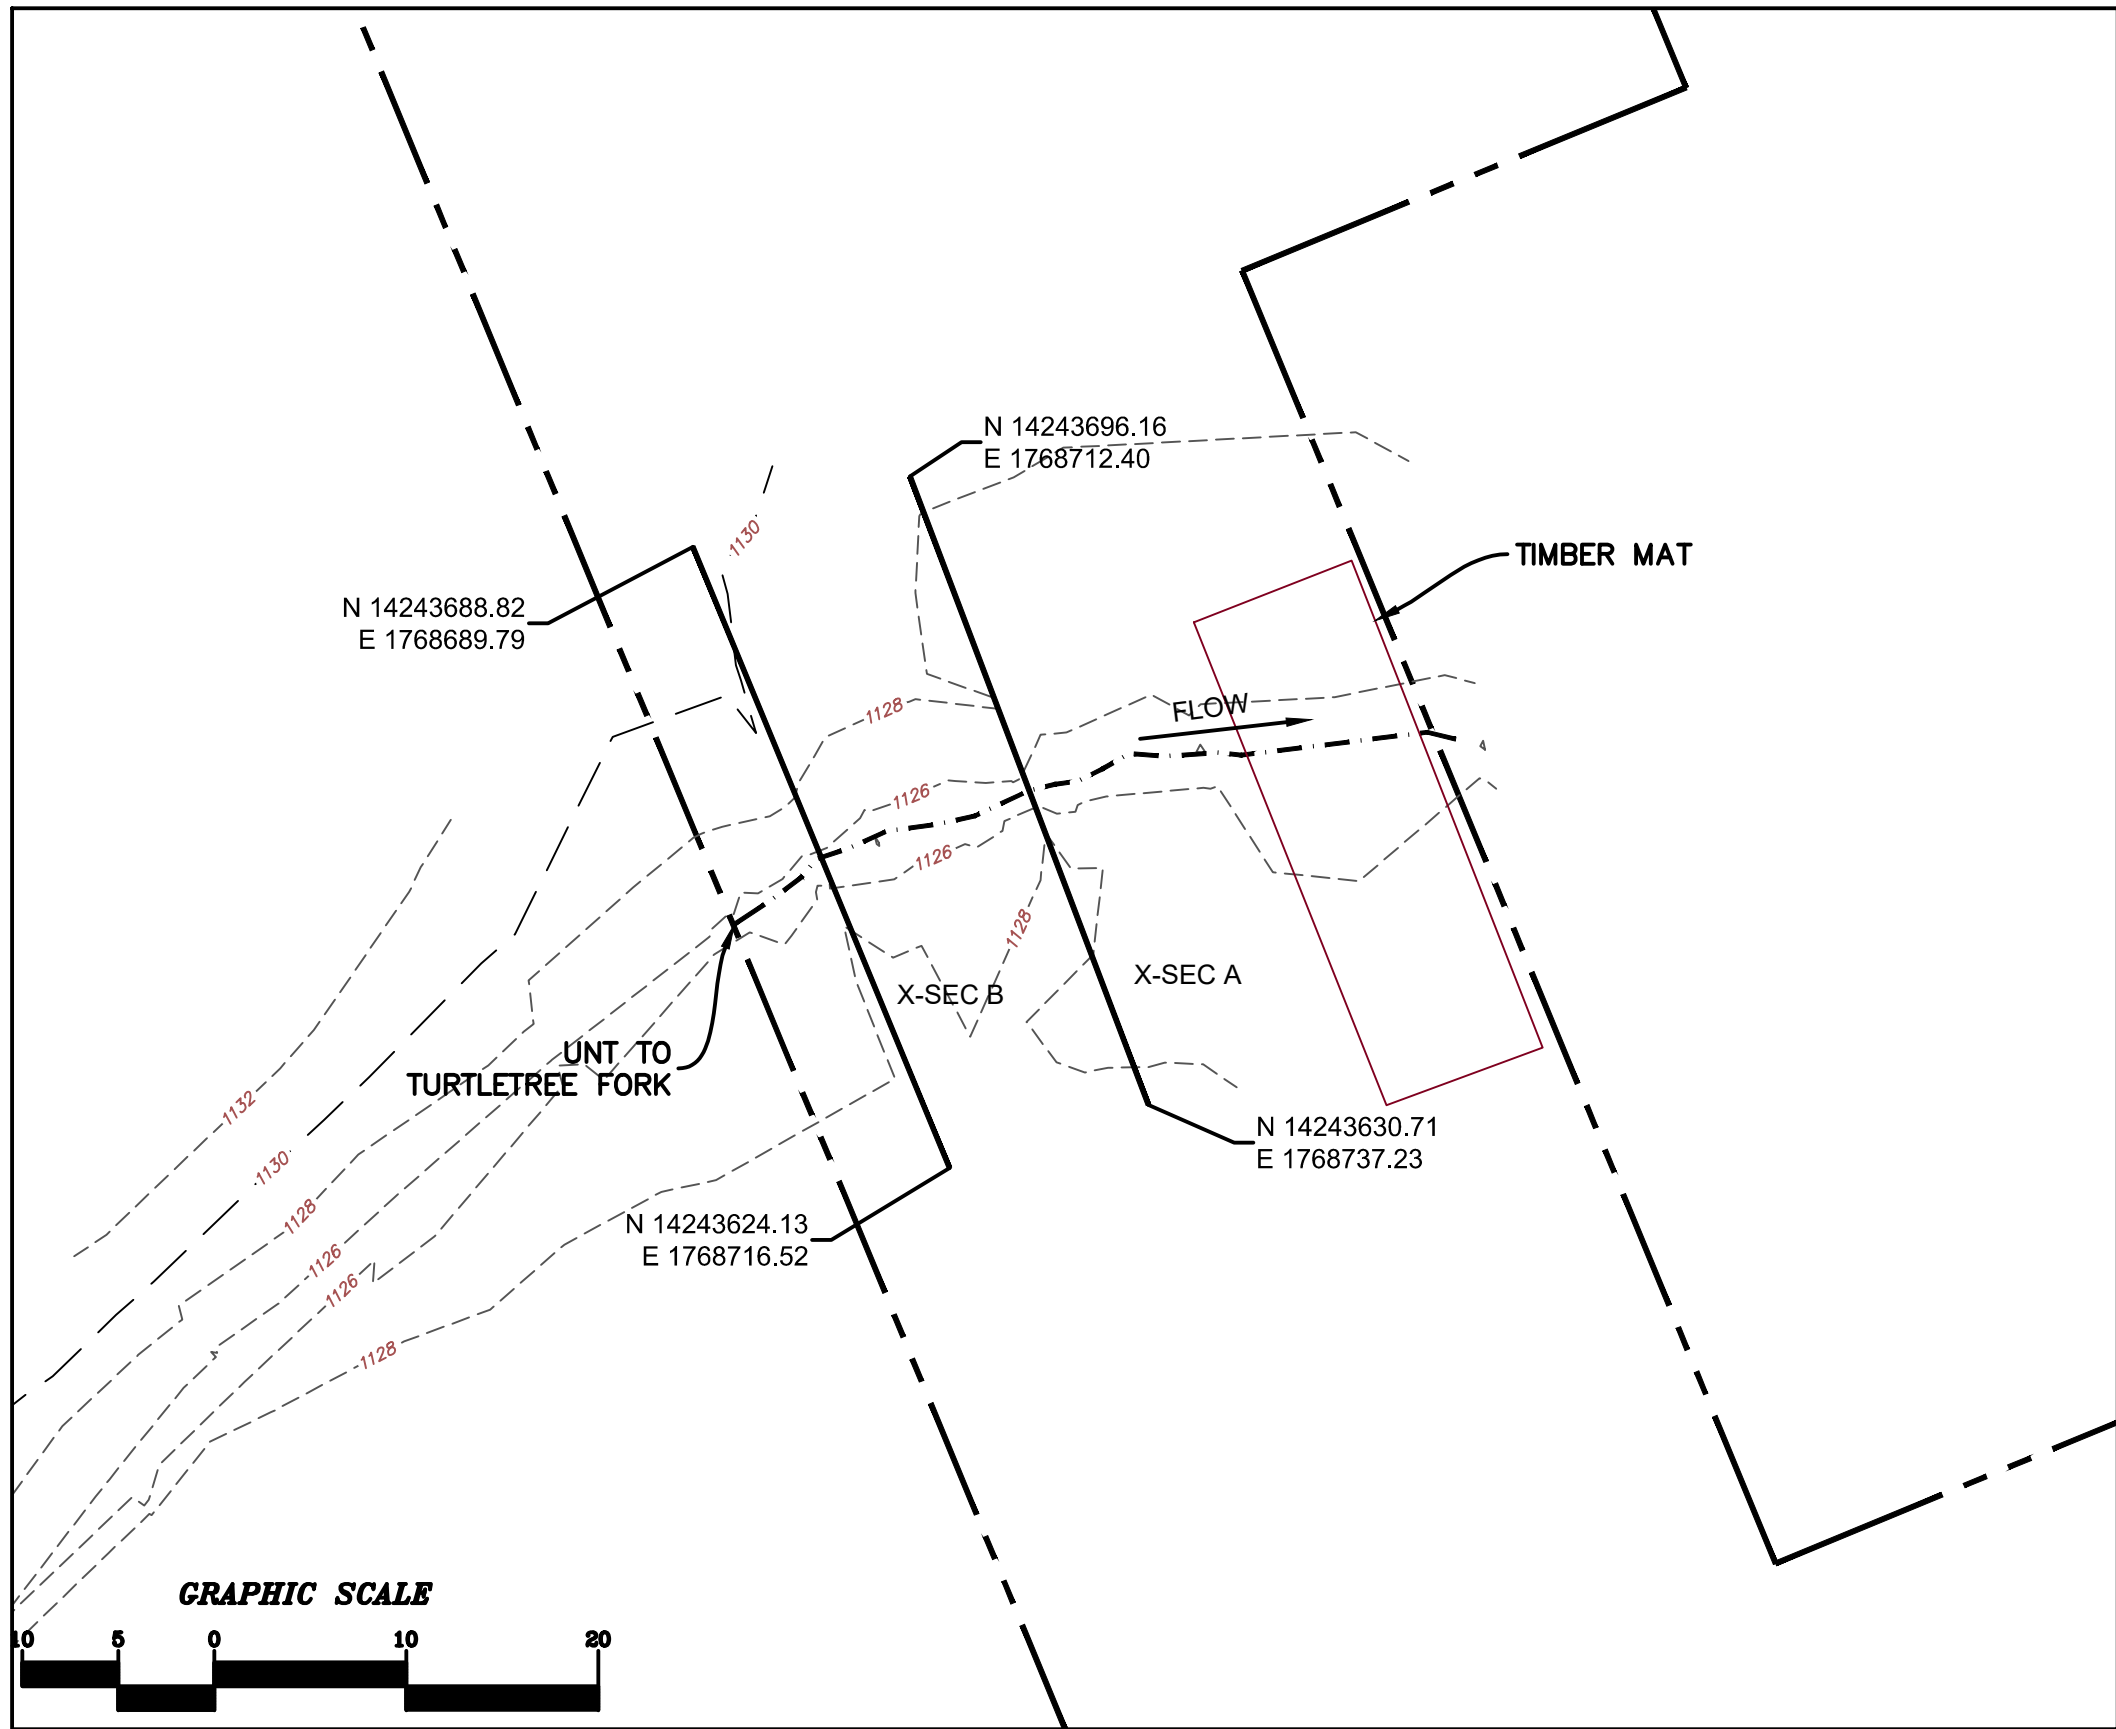 N 14243696.16
E 1768712.40
1130
TIMBER MAT
N 14243688.82
E 1768689.79
FLOW
1128
1126
1126
1128
X-SEC A
X-SEC B
UNT TO
TURTLETREE FORK
1132
N 14243630.71
E 1768737.23
1130
1128
N 14243624.13
E 1768716.52
1126
1126
1128
GRAPHIC SCALE
10 5 0 10 20